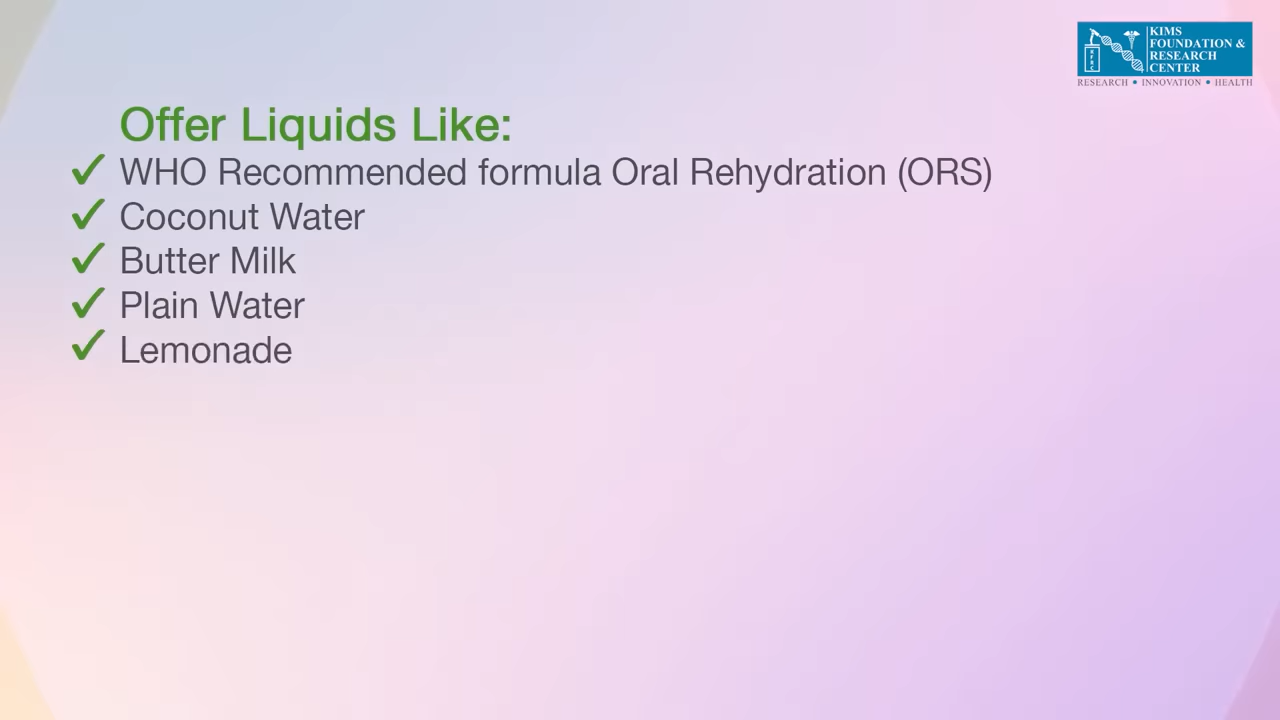 KIMS
FOUNDATION &
RESEARCH
CENTER
RESEARCH • INNOVATION • HEALTH
Offer Liquids Like:
✓ WHO Recommended formula Oral Rehydration (ORS)
✓ Coconut Water
✓ Butter Milk
✓ Plain Water
✓ Lemonade